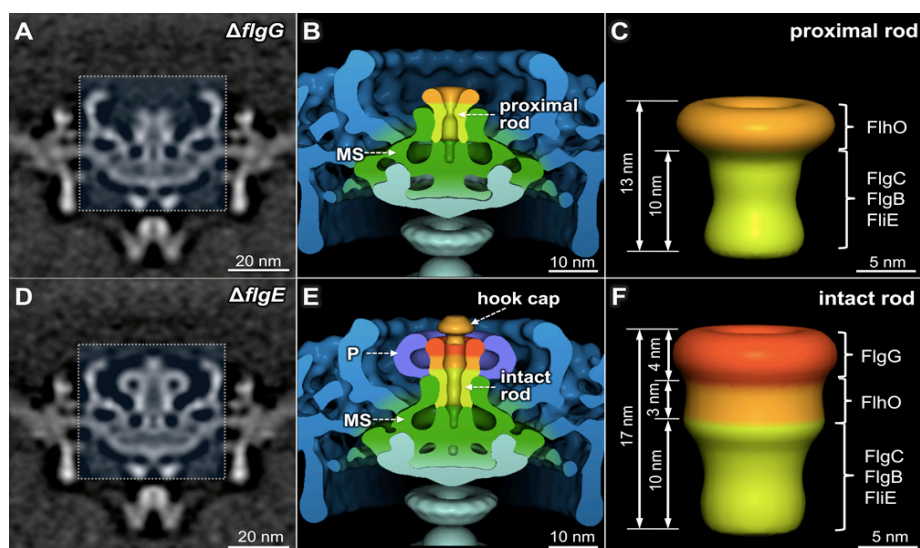 A
ΔflgG
20 nm
B
proximal
rod
MS
10 nm
C
proximal rod
13 nm
10 nm
FlhO
FlgC
FlgB
FliE
5 nm
D
ΔflgE
20 nm
E
hook cap
P
intact
rod
MS
10 nm
F
intact rod
17 nm
4 nm
3 nm
10 nm
FlgG
FlhO
FlgC
FlgB
FliE
5 nm